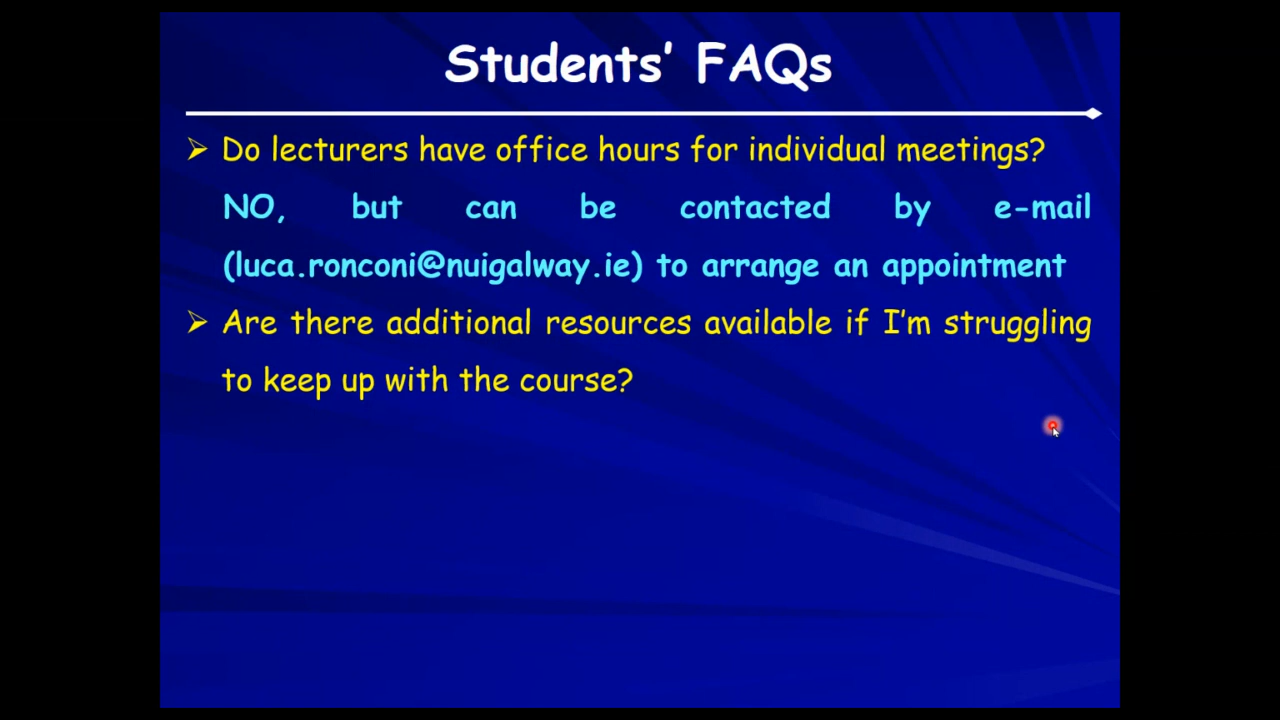 Students' FAQs
Do lecturers have office hours for individual meetings?
NO, but can be contacted by e-mail
(luca.ronconi@nuigalway.ie) to arrange an appointment
Are there additional resources available if I'm struggling
to keep up with the course?